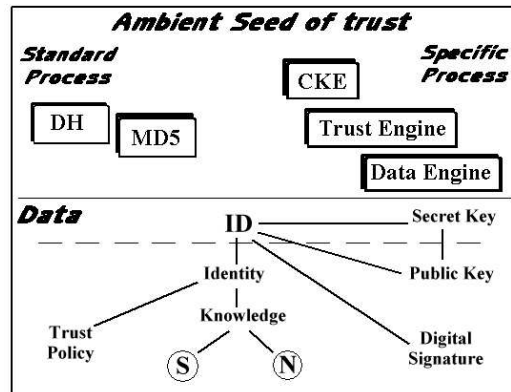 Ambient Seed of trust
Standard
Process
Specific
Process
CKE
DH
MD5
Trust Engine
Data Engine
Data
ID
Secret Key
Identity
Public Key
Knowledge
Trust
Policy
Digital
Signature
S
N